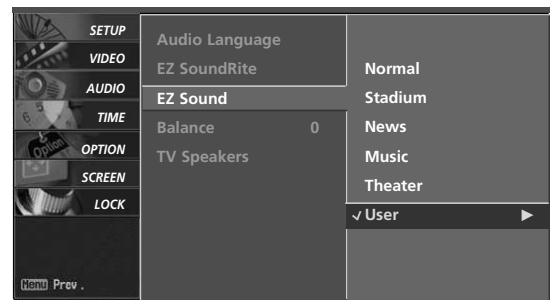 SETUP
VIDEO
AUDIO
TIME
OPTION
SCREEN
LOCK
Option
Menu Prev .
Audio Language
EZ SoundRite
EZ Sound
Balance 0
TV Speakers
Normal
Stadium
News
Music
Theater
✓ User ▶